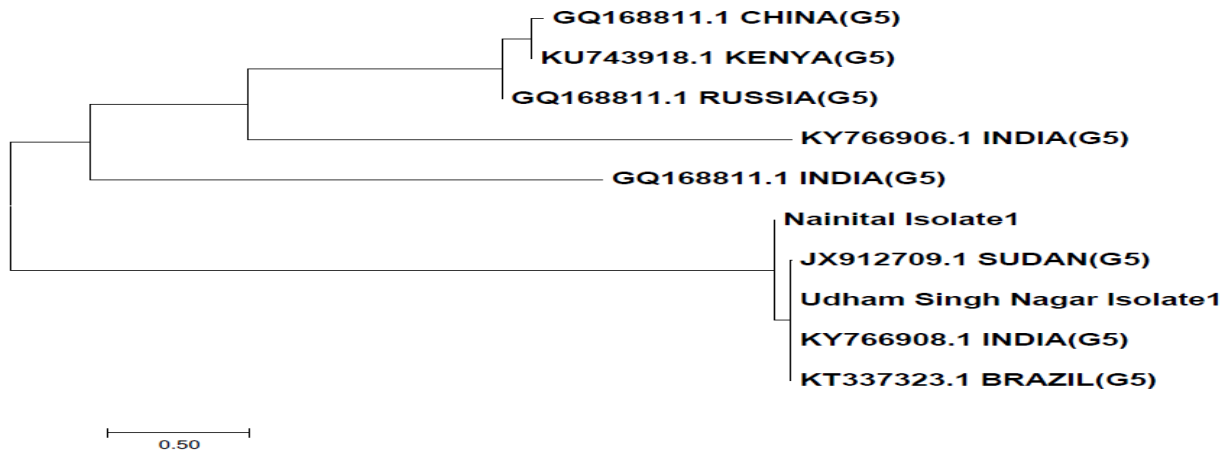 GQ168811.1 CHINA(G5)
KU743918.1 KENYA(G5)
GQ168811.1 RUSSIA(G5)
KY766906.1 INDIA(G5)
GQ168811.1 INDIA(G5)
Nainital Isolate1
JX912709.1 SUDAN(G5)
Udham Singh Nagar Isolate1
KY766908.1 INDIA(G5)
KT337323.1 BRAZIL(G5)
0.50